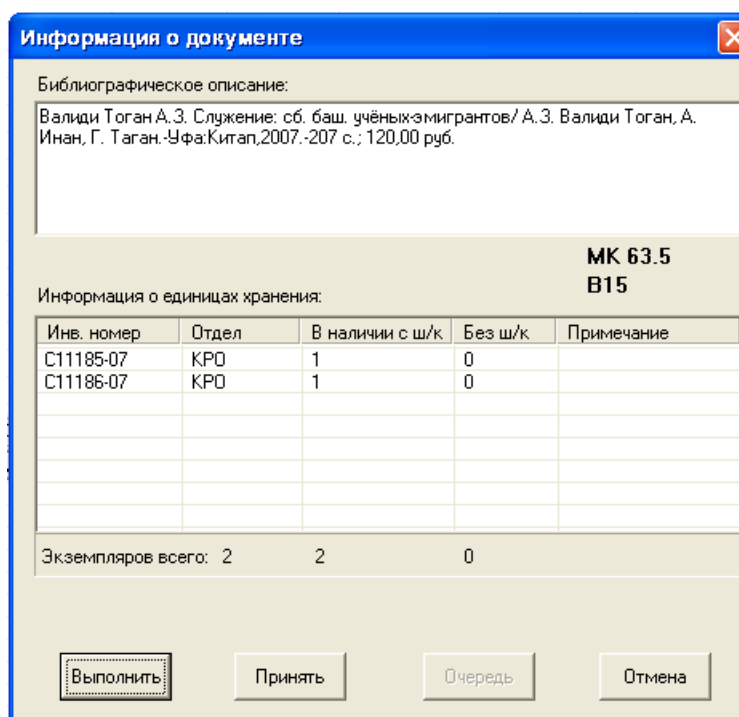 Информация о документе
Библиографическое описание:
Валиди Тоган А.З. Служение: сб. баш. учёных-эмигрантов/ А.З. Валиди Тоган, А.
Инан, Г. Таган.-Уфа:Китап,2007.-207 с.; 120,00 руб.
МК 63.5
В15
Информация о единицах хранения:
Инв. номер Отдел В наличии с ш/к Без ш/к Примечание
С11185-07 КРО 1 0
С11186-07 КРО 1 0
Экземпляров всего: 2 2 0
Выполнить Принять Очередь Отмена